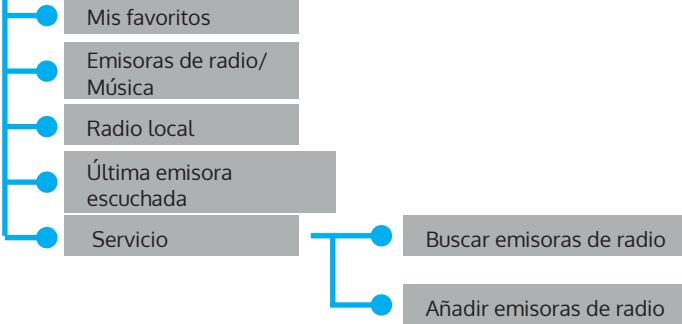 Mis favoritos
Emisoras de radio/
Música
Radio local
Última emisora
escuchada
Servicio
Buscar emisoras de radio
Añadir emisoras de radio